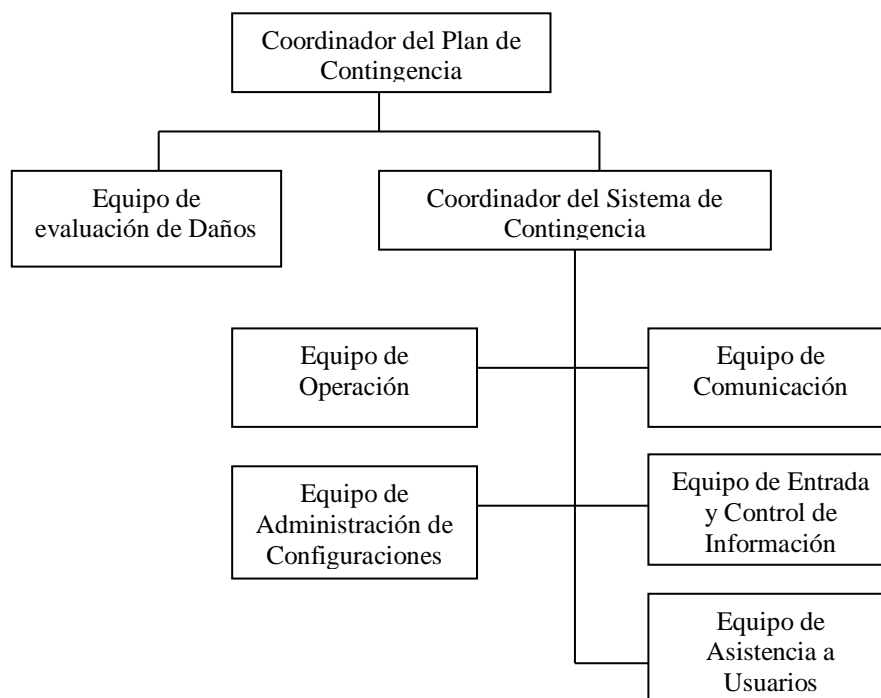 Coordinador del Plan de
Contingencia
Equipo de
evaluación de Daños
Coordinador del Sistema de
Contingencia
Equipo de
Operación
Equipo de
Comunicación
Equipo de
Administración de
Configuraciones
Equipo de Entrada
y Control de
Información
Equipo de
Asistencia a
Usuarios